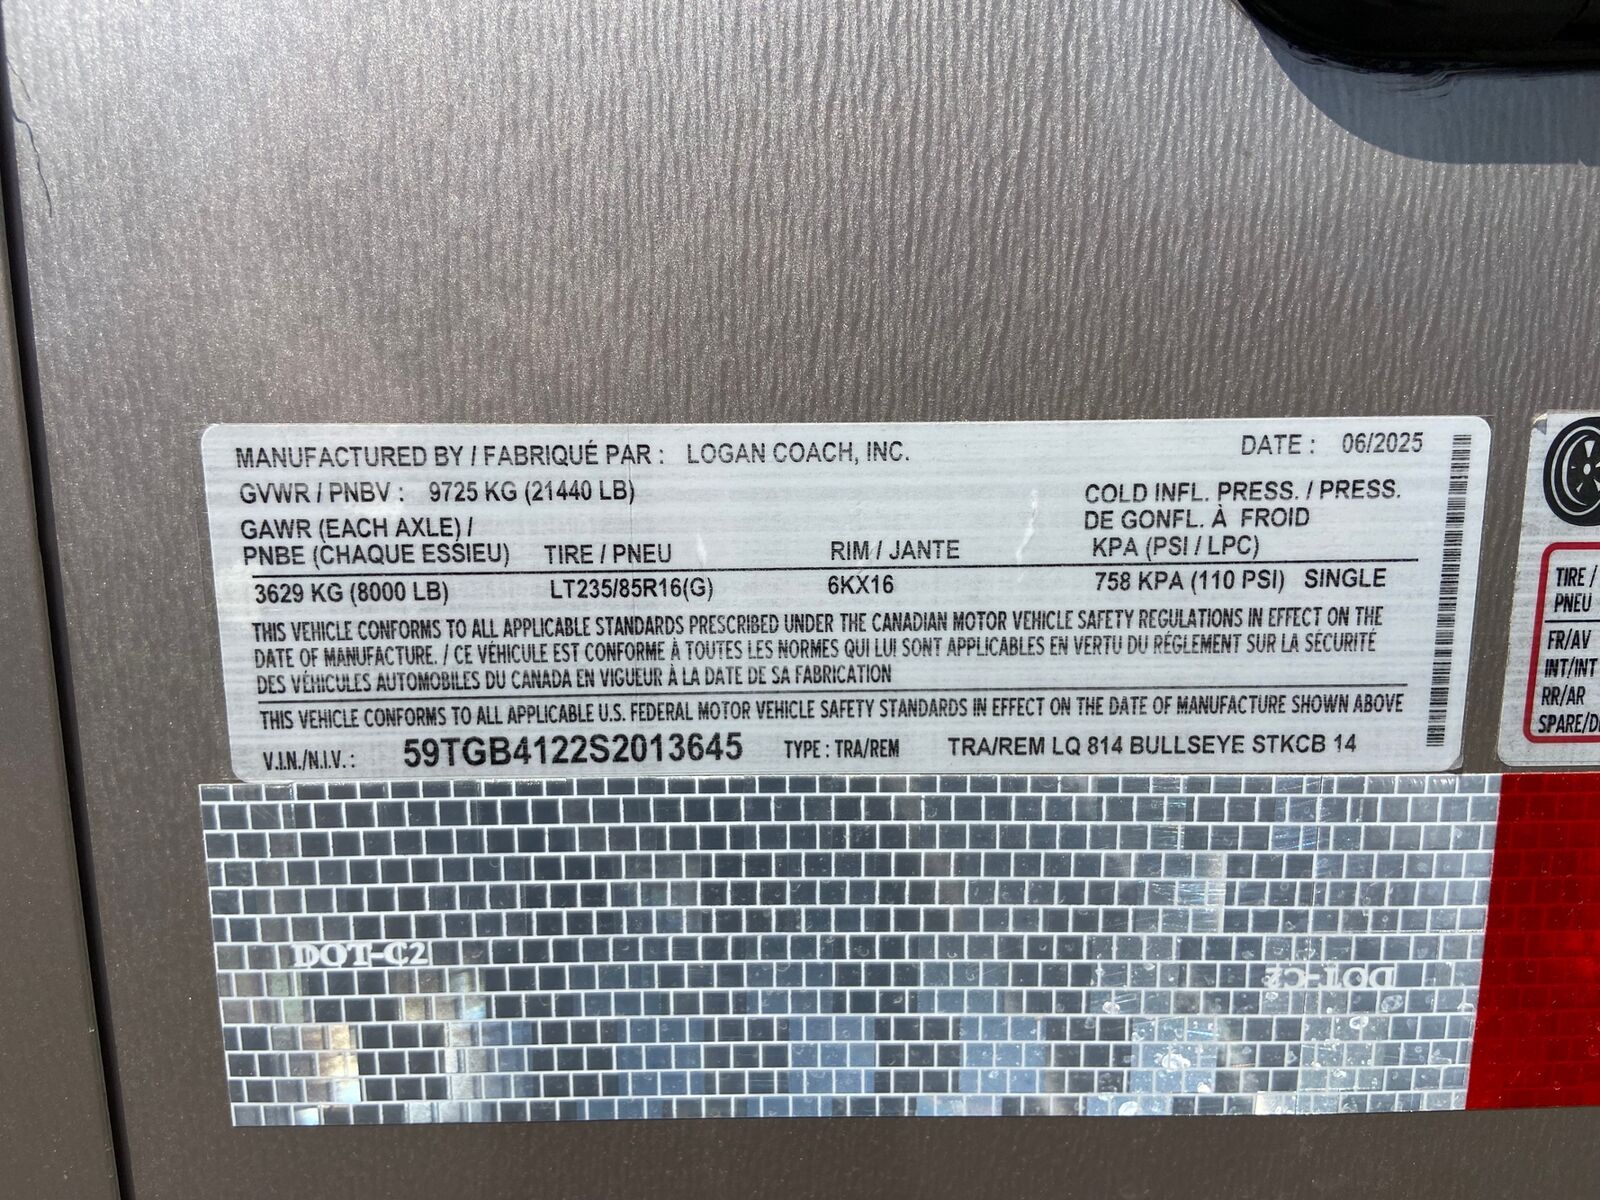 MANUFACTURED BY / FABRIQUÉ PAR : LOGAN COACH, INC. DATE : 06/2025
GVWR / PNBV : 9725 KG (21440 LB)
COLD INFL. PRESS. / PRESS.
DE GONFL. À FROID
KPA (PSI / LPC)
GAWR (EACH AXLE) /
PNBE (CHAQUE ESSIEU) TIRE / PNEU RIM / JANTE
3629 KG (8000 LB) LT235/85R16(G) 6KX16 758 KPA (110 PSI) SINGLE
THIS VEHICLE CONFORMS TO ALL APPLICABLE STANDARDS PRESCRIBED UNDER THE CANADIAN MOTOR VEHICLE SAFETY REGULATIONS IN EFFECT ON THE
DATE OF MANUFACTURE. / CE VÉHICULE EST CONFORME À TOUTES LES NORMES QUI LUI SONT APPLICABLES EN VERTU DU RÉGLEMENT SUR LA SÉCURITÉ
DES VÉHICULES AUTOMOBILES DU CANADA EN VIGUEUR À LA DATE DE SA FABRICATION
THIS VEHICLE CONFORMS TO ALL APPLICABLE U.S. FEDERAL MOTOR VEHICLE SAFETY STANDARDS IN EFFECT ON THE DATE OF MANUFACTURE SHOWN ABOVE
V.I.N./N.I.V.: 59TGB4122S2013645 TYPE : TRA/REM TRA/REM LQ 814 BULLSEYE STKCB 14
TIRE /
PNEU
FR/AV
INT/INT
RR/AR
SPARE/D
DOT-C2
DOT-C2